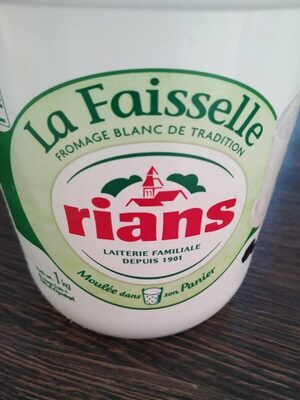 La Faisselle
FROMAGE BLANC DE TRADITION
rians
LAITERIE FAMILIALE
DEPUIS 1901
Moulée dans son Panier
1 kg